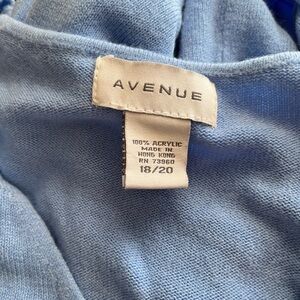 AVENUE
100% ACRYLIC
MADE IN
HONG KONG
RN 73960
18/20